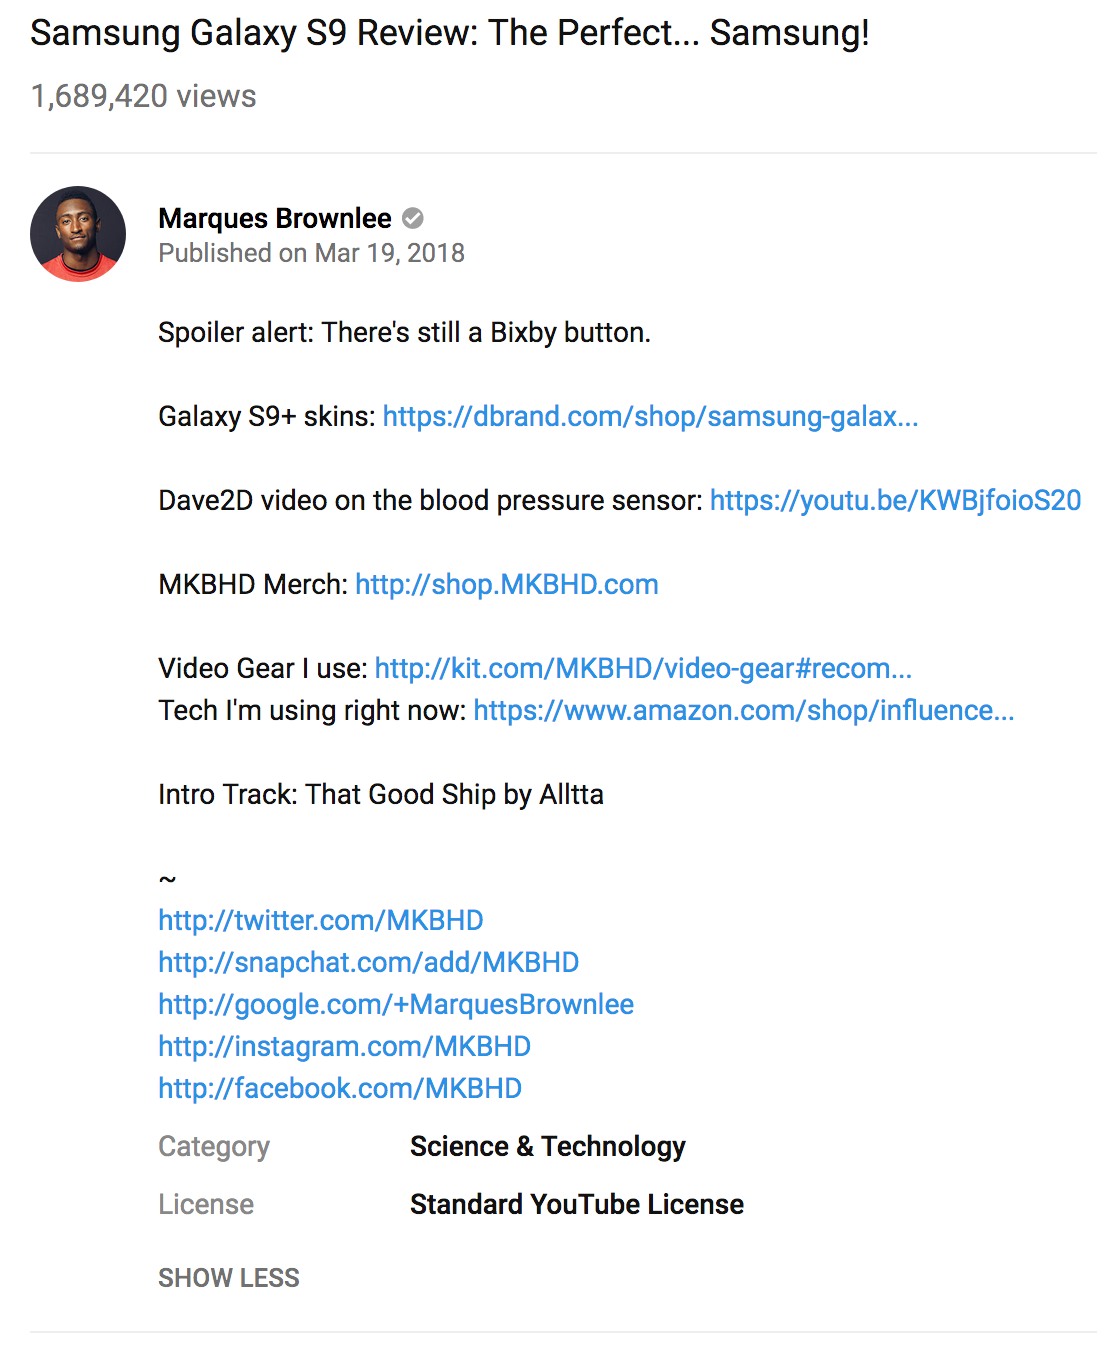 Samsung Galaxy S9 Review: The Perfect... Samsung!
1,689,420 views
Marques Brownlee
Published on Mar 19, 2018
Spoiler alert: There's still a Bixby button.
Galaxy S9+ skins: https://dbrand.com/shop/samsung-galax...
Dave2D video on the blood pressure sensor: https://youtu.be/KWBjfoioS20
MKBHD Merch: http://shop.MKBHD.com
Video Gear I use: http://kit.com/MKBHD/video-gear#recom...
Tech I'm using right now: https://www.amazon.com/shop/influence...
Intro Track: That Good Ship by Alltta
~
http://twitter.com/MKBHD
http://snapchat.com/add/MKBHD
http://google.com/+MarquesBrownlee
http://instagram.com/MKBHD
http://facebook.com/MKBHD
Category Science & Technology
License Standard YouTube License
SHOW LESS